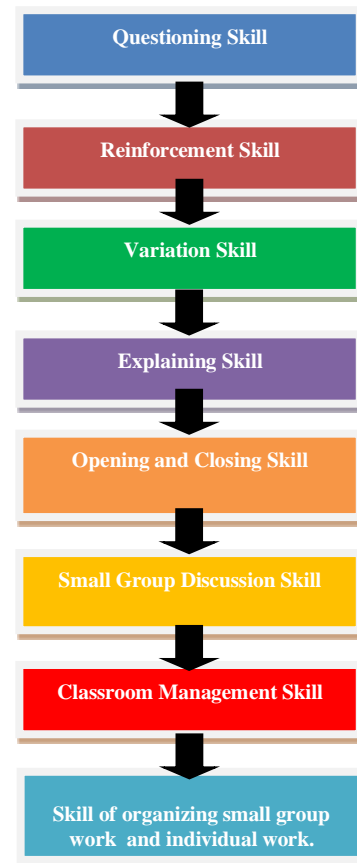 Questioning Skill
Reinforcement Skill
Variation Skill
Explaining Skill
Opening and Closing Skill
Small Group Discussion Skill
Classroom Management Skill
Skill of organizing small group
work and individual work.